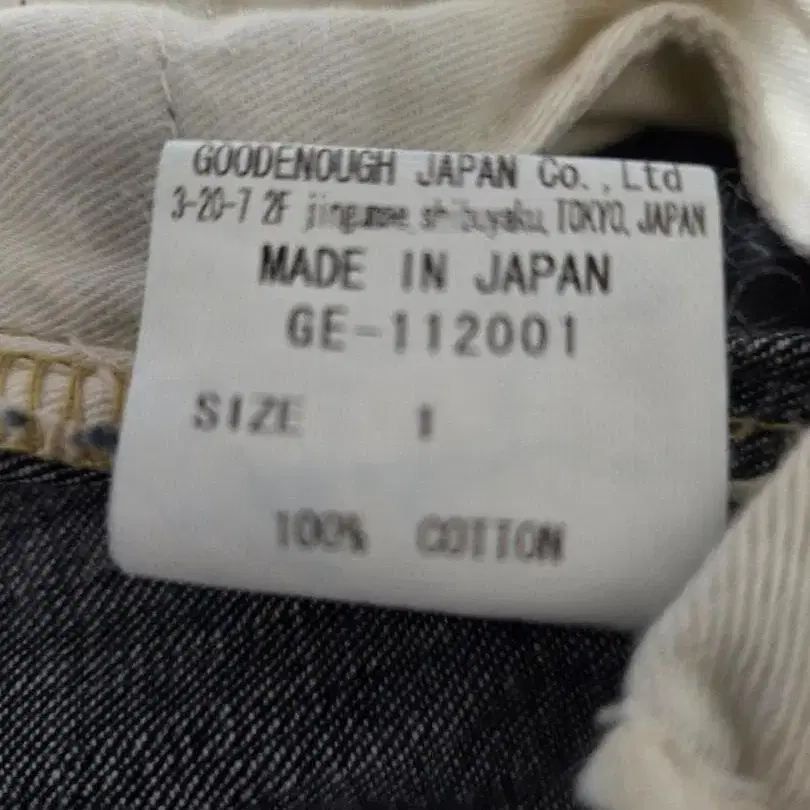 GOODENOUGH JAPAN Co.,Ltd
3-20-7 2F jingumae, shibuyaku, TOKYO, JAPAN
MADE IN JAPAN
GE-112001
SIZE 1
100% COTTON